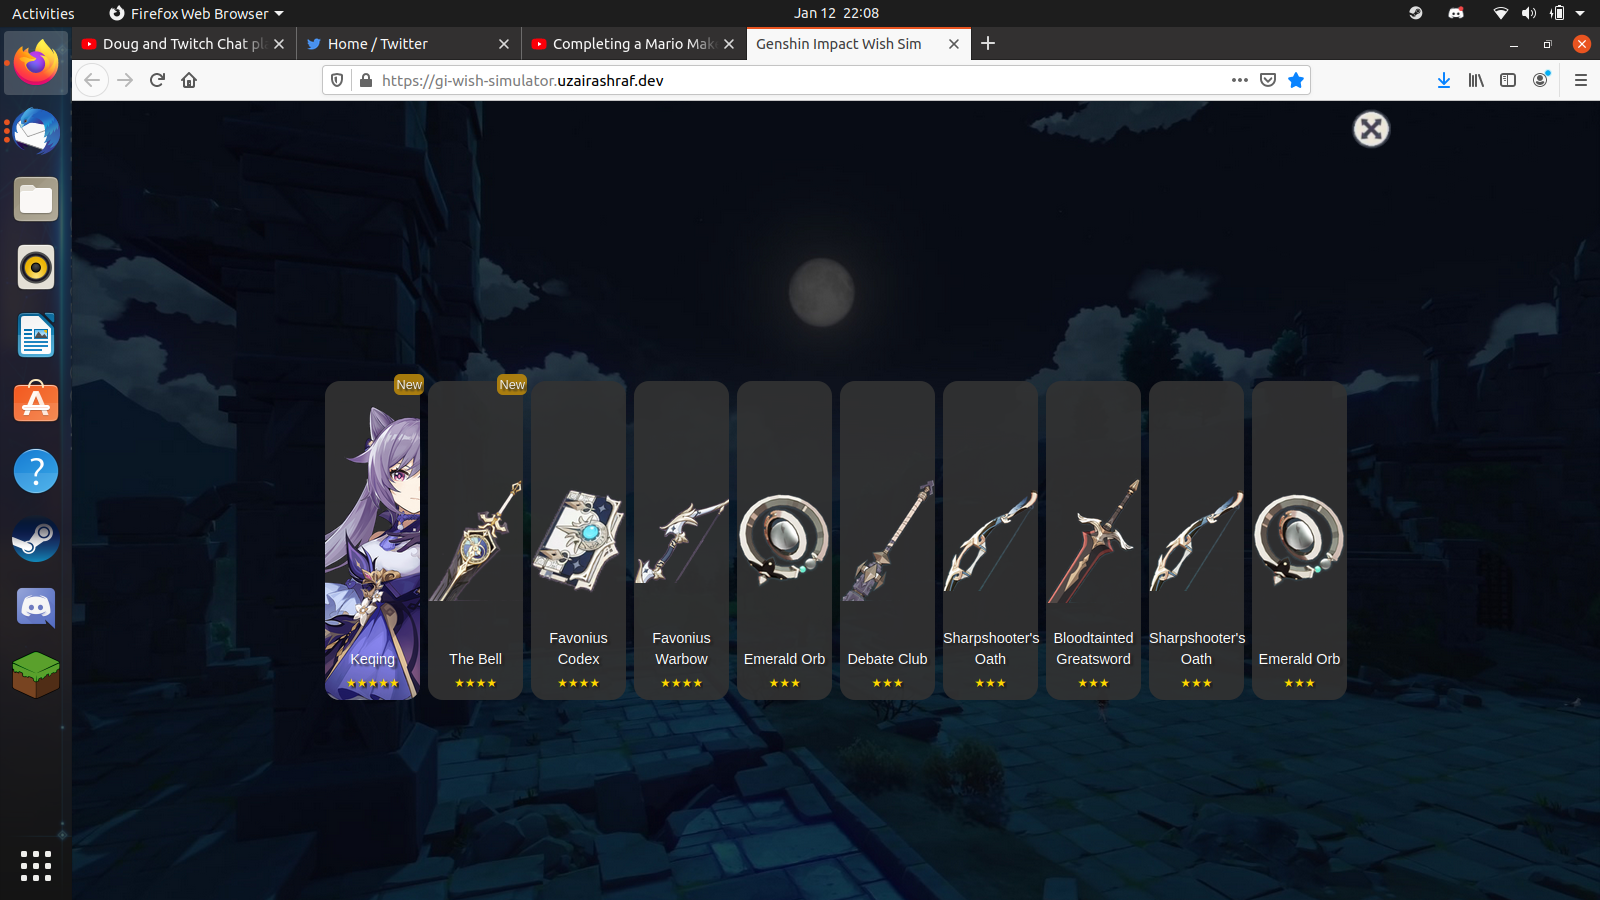 Activities
Firefox Web Browser
Jan 12 22:08
Doug and Twitch Chat pl
Home / Twitter
Completing a Mario Mak
Genshin Impact Wish Sim
https://gi-wish-simulator.uzairashraf.dev
New
New
Keqing
★★★★★
The Bell
★★★★
Favonius
Codex
★★★★
Favonius
Warbow
★★★★
Emerald Orb
★★★
Debate Club
★★★
Sharpshooter's
Oath
★★★
Bloodtainted
Greatsword
★★★
Sharpshooter's
Oath
★★★
Emerald Orb
★★★